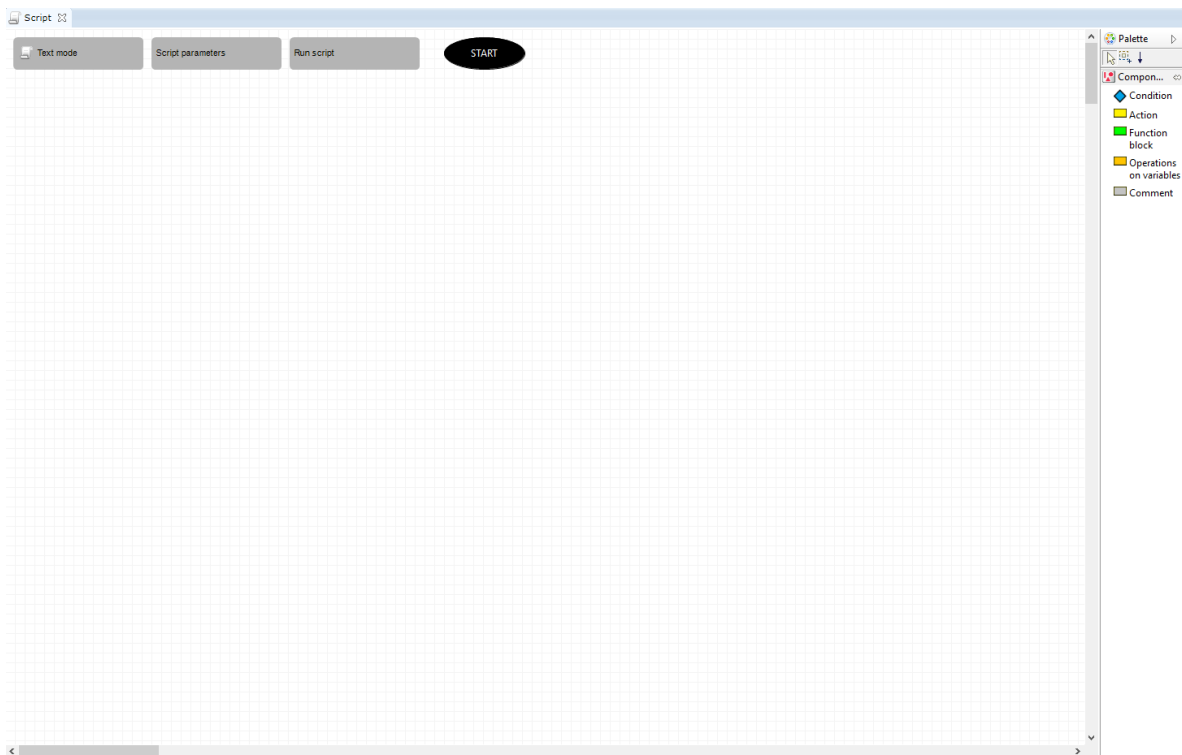 Script
Text mode
Script parameters
Run script
START
Palette
Compon...
Condition
Action
Function
block
Operations
on variables
Comment